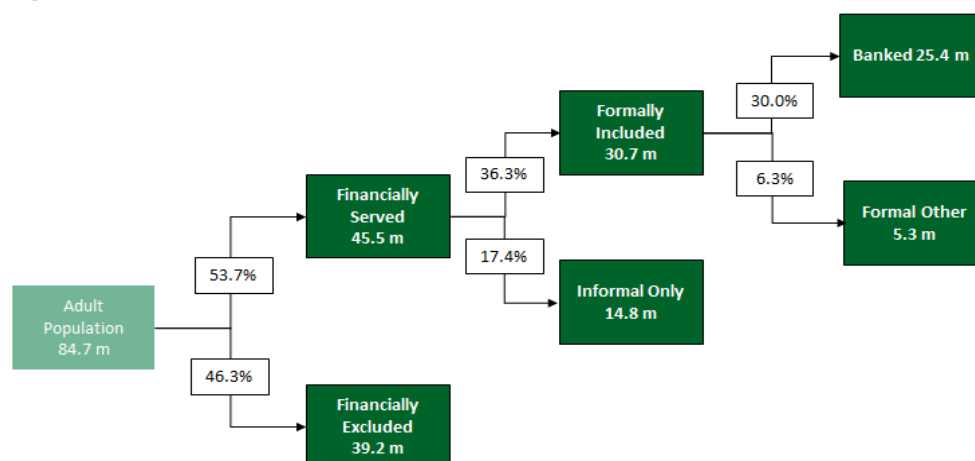 Banked 25.4 m
30.0%
Formally
Included
30.7 m
36.3%
6.3%
Financially
Served
45.5 m
Formal Other
5.3 m
53.7%
17.4%
Informal Only
14.8 m
Adult
Population
84.7 m
46.3%
Financially
Excluded
39.2 m